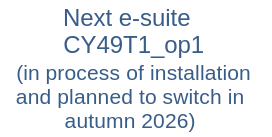 Next e-suite
CY49T1_op1
(in process of installation
and planned to switch in
autumn 2026)